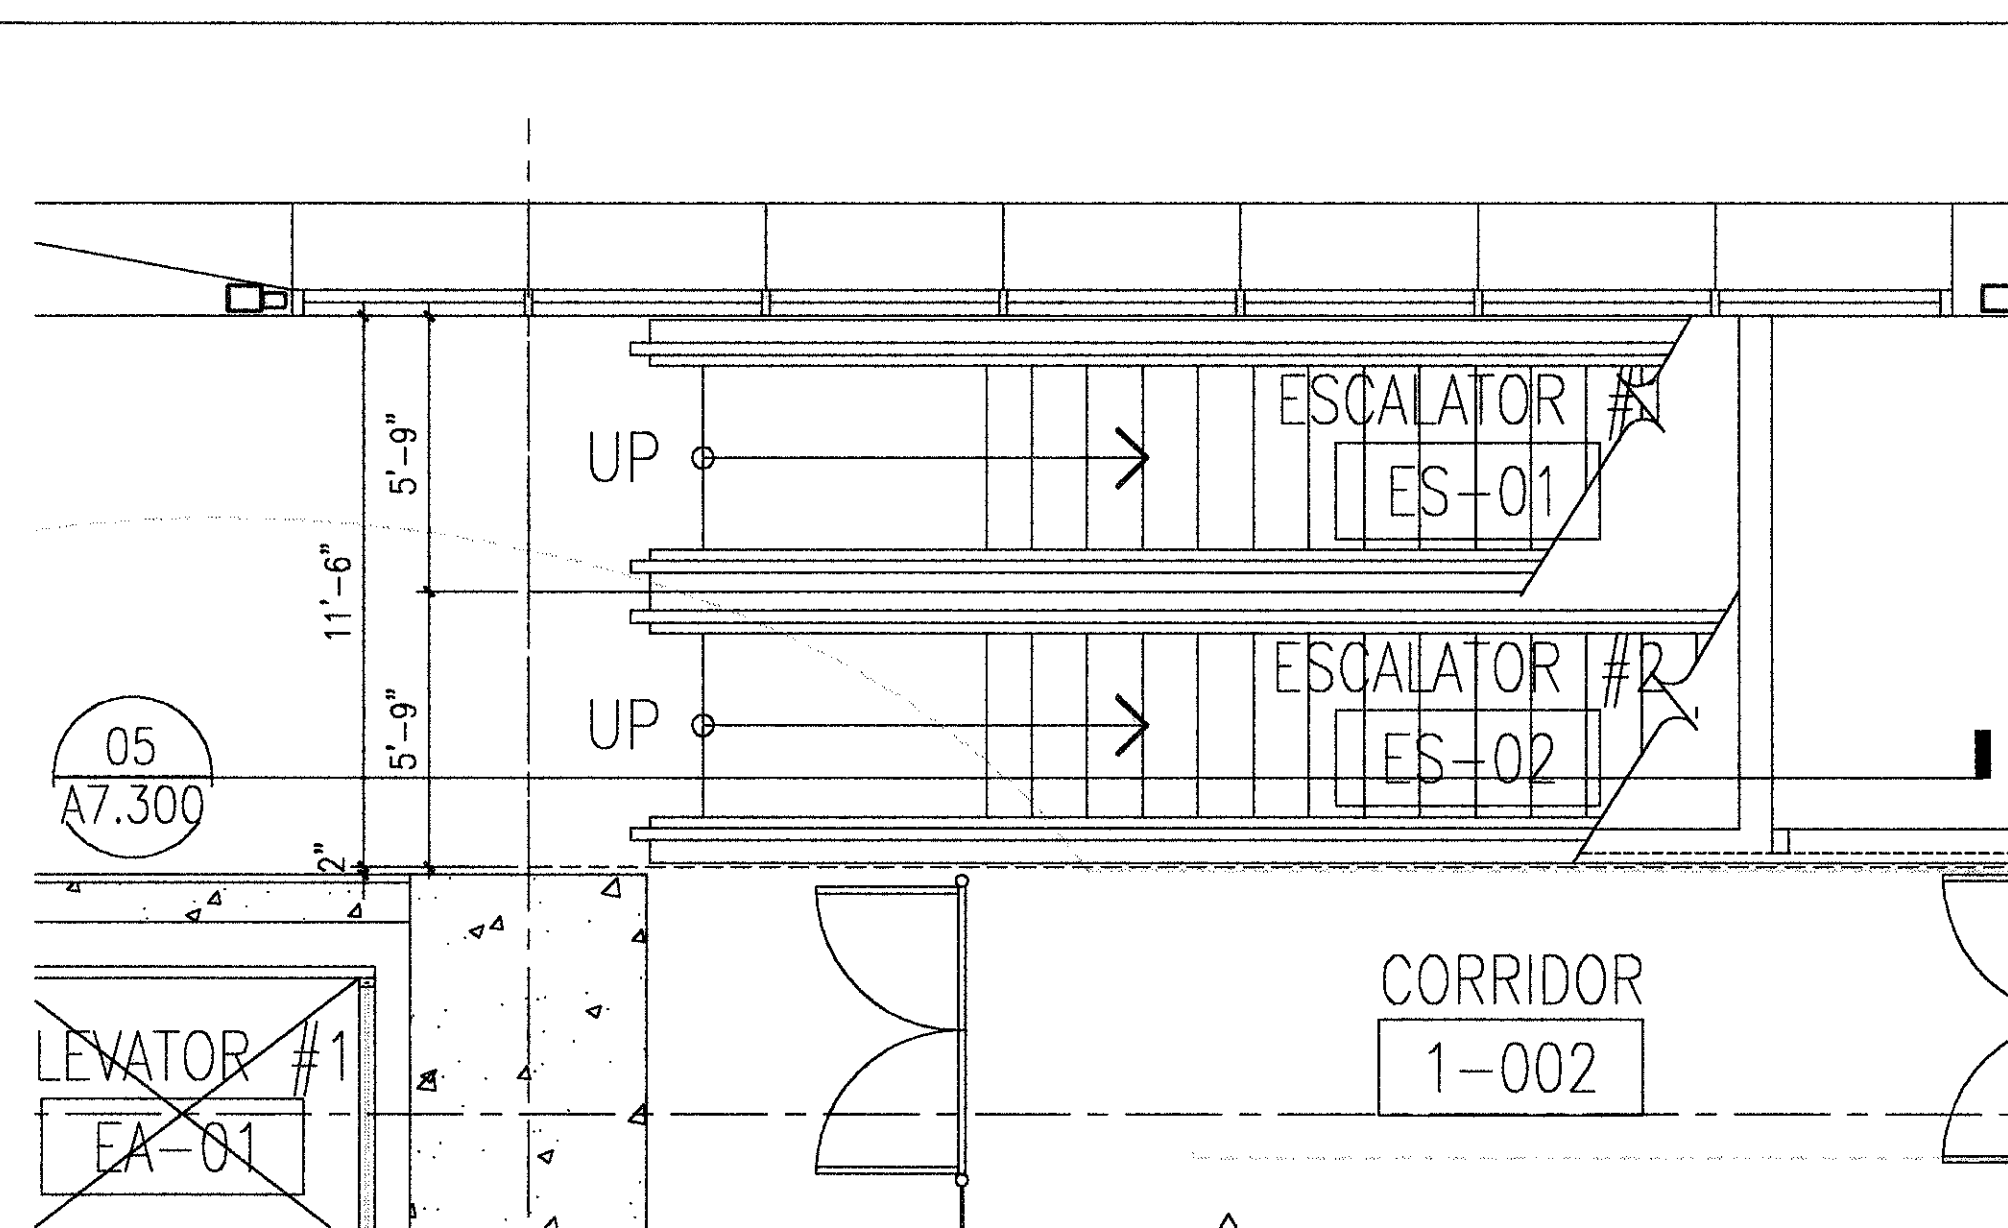 ESCALATOR #1
ES-01
UP
5'-9"
11'-6"
ESCALATOR #2
ES-02
UP
5'-9"
05
A7.300
2"
CORRIDOR
1-002
LEVATOR #1
EA-01